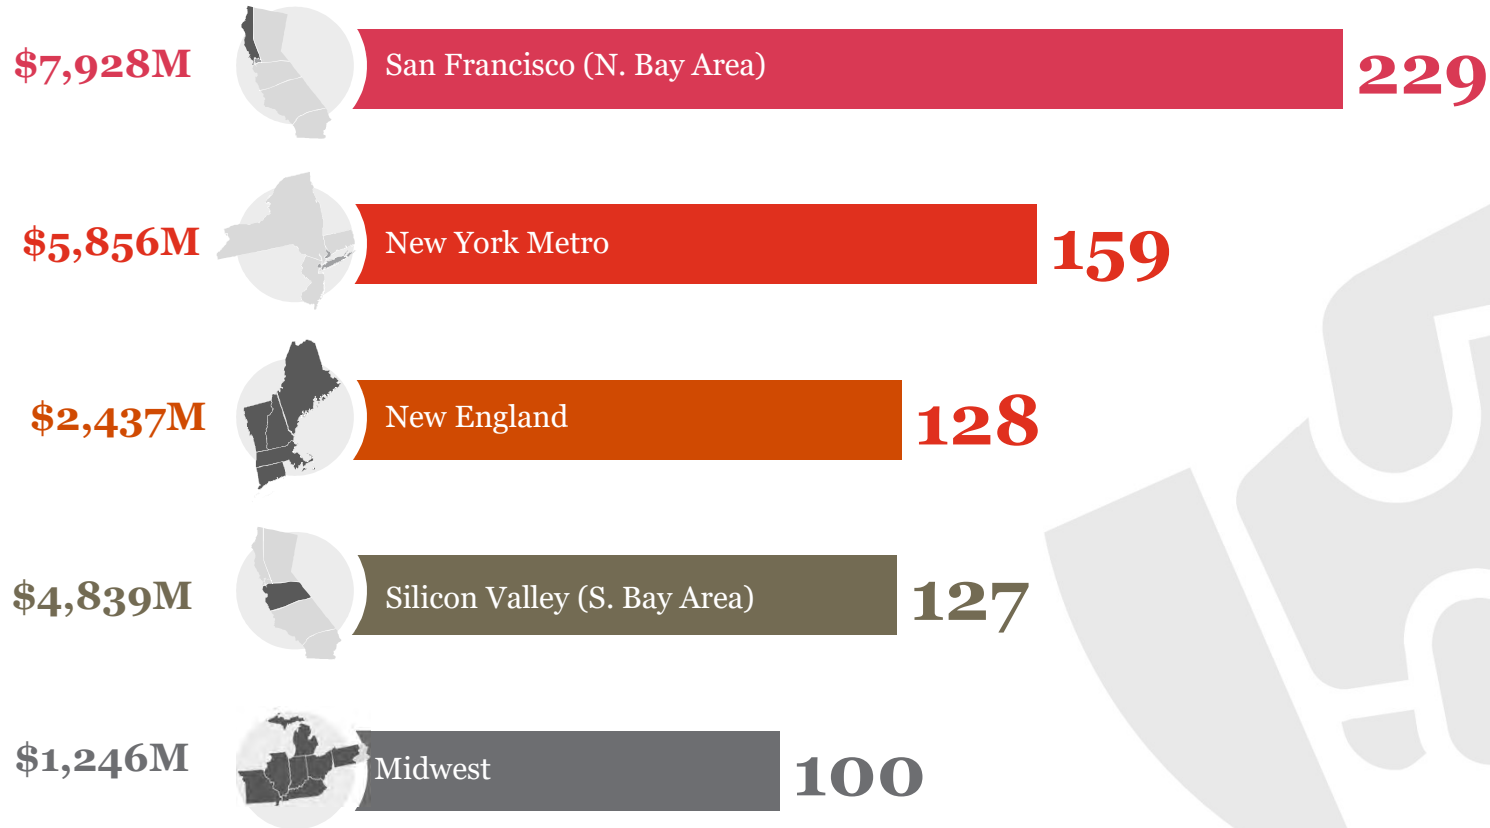 $7,928M San Francisco (N. Bay Area) 229
$5,856M New York Metro 159
$2,437M New England 128
$4,839M Silicon Valley (S. Bay Area) 127
$1,246M Midwest 100